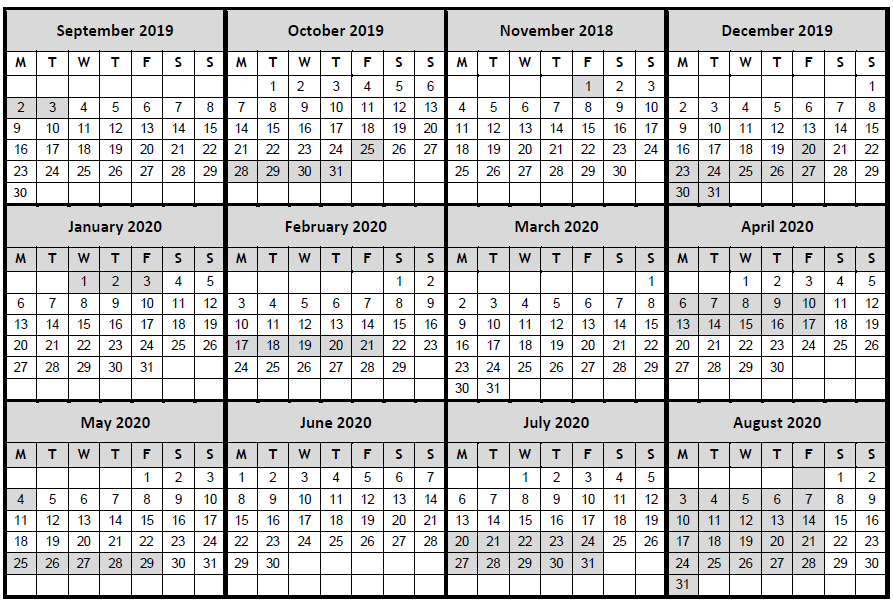 September 2019
M T W T F S S
2 3 4 5 6 7 8
9 10 11 12 13 14 15
16 17 18 19 20 21 22
23 24 25 26 27 28 29
30
October 2019
M T W T F S S
1 2 3 4 5 6
7 8 9 10 11 12 13
14 15 16 17 18 19 20
21 22 23 24 25 26 27
28 29 30 31
November 2018
M T W T F S S
1 2 3
4 5 6 7 8 9 10
11 12 13 14 15 16 17
18 19 20 21 22 23 24
25 26 27 28 29 30
December 2019
M T W T F S S
1
2 3 4 5 6 7 8
9 10 11 12 13 14 15
16 17 18 19 20 21 22
23 24 25 26 27 28 29
30 31
January 2020
M T W T F S S
1 2 3 4 5
6 7 8 9 10 11 12
13 14 15 16 17 18 19
20 21 22 23 24 25 26
27 28 29 30 31
February 2020
M T W T F S S
1 2
3 4 5 6 7 8 9
10 11 12 13 14 15 16
17 18 19 20 21 22 23
24 25 26 27 28 29
March 2020
M T W T F S S
1
2 3 4 5 6 7 8
9 10 11 12 13 14 15
16 17 18 19 20 21 22
23 24 25 26 27 28 29
30 31
April 2020
M T W T F S S
1 2 3 4 5
6 7 8 9 10 11 12
13 14 15 16 17 18 19
20 21 22 23 24 25 26
27 28 29 30
May 2020
M T W T F S S
1 2 3
4 5 6 7 8 9 10
11 12 13 14 15 16 17
18 19 20 21 22 23 24
25 26 27 28 29 30 31
June 2020
M T W T F S S
1 2 3 4 5 6 7
8 9 10 11 12 13 14
15 16 17 18 19 20 21
22 23 24 25 26 27 28
29 30
July 2020
M T W T F S S
1 2 3 4 5
6 7 8 9 10 11 12
13 14 15 16 17 18 19
20 21 22 23 24 25 26
27 28 29 30 31
August 2020
M T W T F S S
1 2
3 4 5 6 7 8 9
10 11 12 13 14 15 16
17 18 19 20 21 22 23
24 25 26 27 28 29 30
31